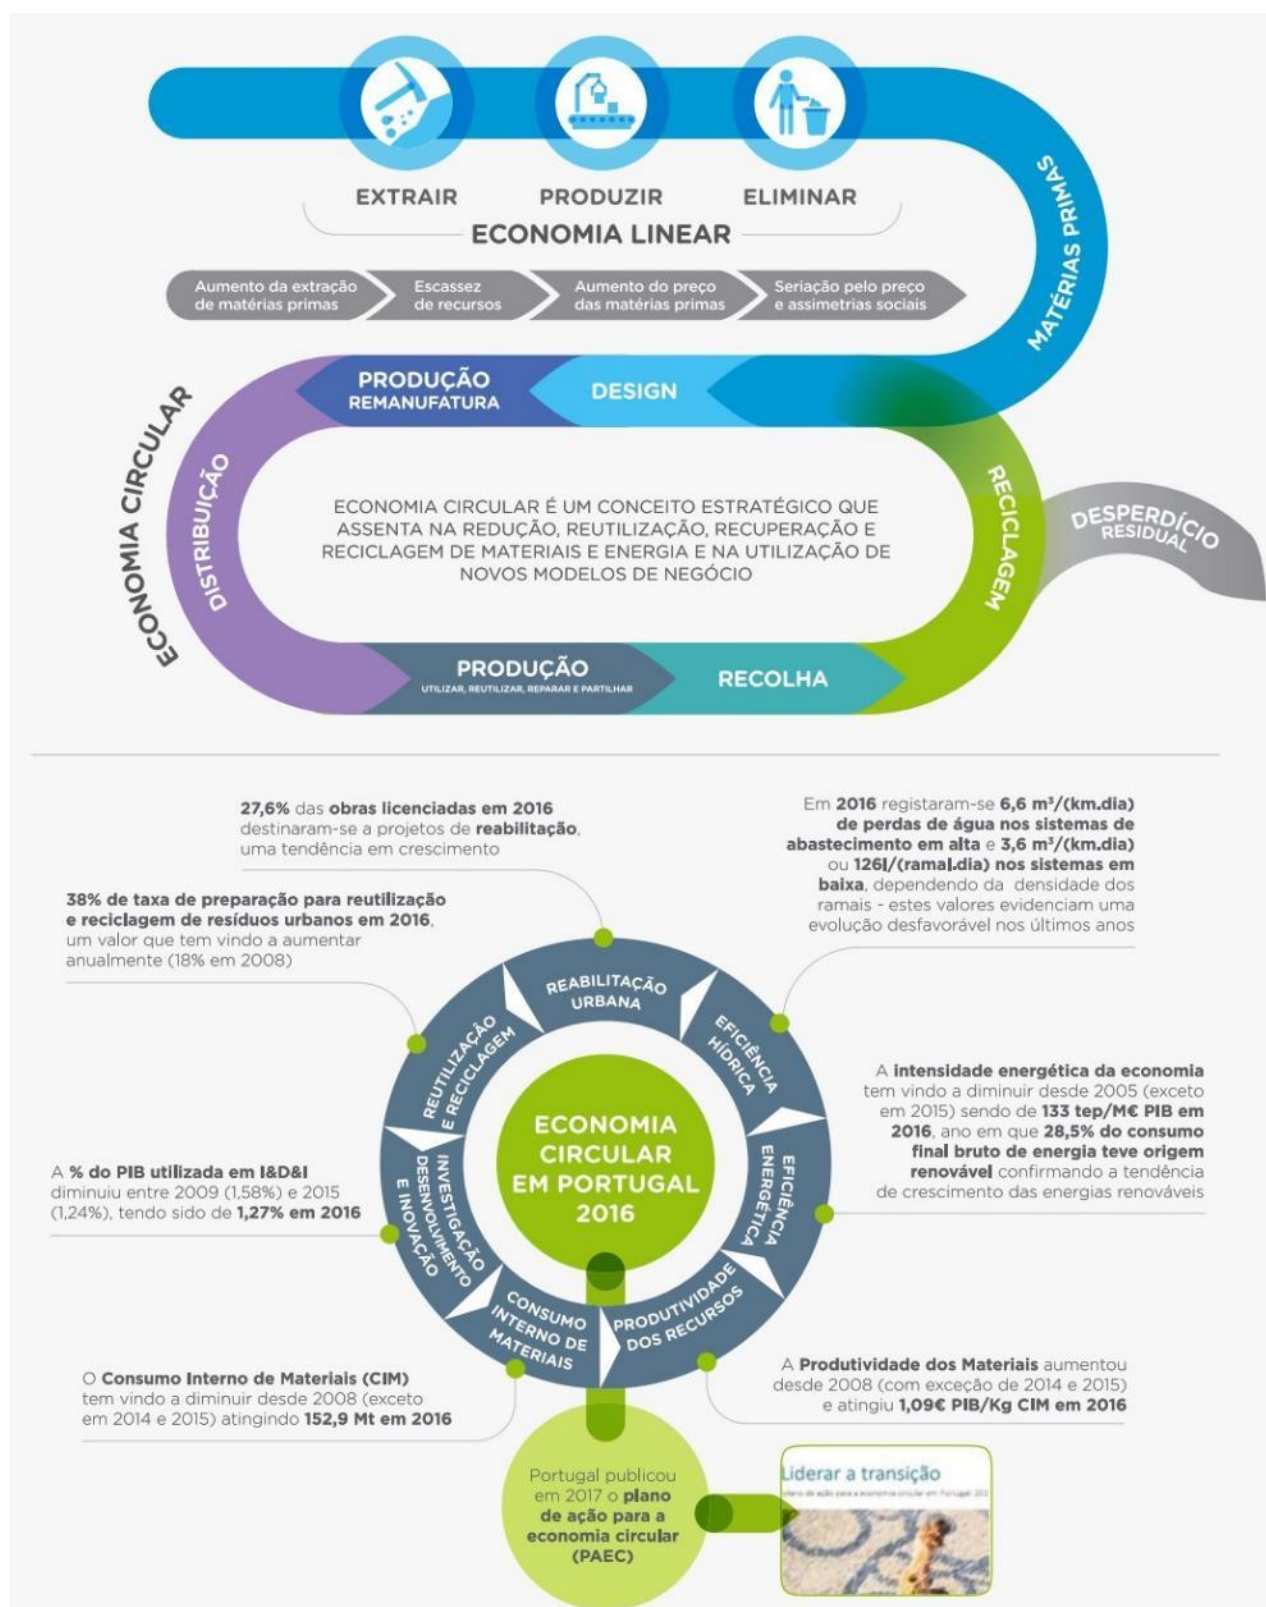 EXTRAIR
PRODUZIR
ELIMINAR
ECONOMIA LINEAR
MATÉRIAS PRIMAS
Aumento da extração
de matérias primas
Escassez
de recursos
Aumento do preço
das matérias primas
Seriação pelo preço
e assimetrias sociais
PRODUÇÃO
REMANUFATURA
DESIGN
ECONOMIA CIRCULAR
DISTRIBUIÇÃO
ECONOMIA CIRCULAR É UM CONCEITO ESTRATÉGICO QUE
ASSENTA NA REDUÇÃO, REUTILIZAÇÃO, RECUPERAÇÃO E
RECICLAGEM DE MATERIAIS E ENERGIA E NA UTILIZAÇÃO DE
NOVOS MODELOS DE NEGÓCIO
RECICLAGEM
DESPERDÍCIO
RESIDUAL
PRODUÇÃO
UTILIZAR, REUTILIZAR, REPARAR E PARTILHAR
RECOLHA
27,6% das obras licenciadas em 2016
destinaram-se a projetos de reabilitação,
uma tendência em crescimento
Em 2016 registaram-se 6,6 m³/(km.dia)
de perdas de água nos sistemas de
abastecimento em alta e 3,6 m³/(km.dia)
ou 126l/(ramal.dia) nos sistemas em
baixa, dependendo da densidade dos
ramais - estes valores evidenciam uma
evolução desfavorável nos últimos anos
38% de taxa de preparação para reutilização
e reciclagem de resíduos urbanos em 2016,
um valor que tem vindo a aumentar
anualmente (18% em 2008)
REABILITAÇÃO
URBANA
EFICIÊNCIA
HÍDRICA
REUTILIZAÇÃO
E RECICLAGEM
A intensidade energética da economia
tem vindo a diminuir desde 2005 (exceto
em 2015) sendo de 133 tep/M€ PIB em
2016, ano em que 28,5% do consumo
final bruto de energia teve origem
renovável confirmando a tendência
de crescimento das energias renováveis
ECONOMIA
CIRCULAR
EM PORTUGAL
2016
A % do PIB utilizada em I&D&I
diminuiu entre 2009 (1,58%) e 2015
(1,24%), tendo sido de 1,27% em 2016
INVESTIGAÇÃO
DESENVOLVIMENTO
E INOVAÇÃO
EFICIÊNCIA
ENERGÉTICA
CONSUMO
INTERNO DE
MATERIAIS
PRODUTIVIDADE
DOS RECURSOS
O Consumo Interno de Materiais (CIM)
tem vindo a diminuir desde 2008 (exceto
em 2014 e 2015) atingindo 152,9 Mt em 2016
A Produtividade dos Materiais aumentou
desde 2008 (com exceção de 2014 e 2015)
e atingiu 1,09€ PIB/Kg CIM em 2016
Portugal publicou
em 2017 o plano
de ação para a
economia circular
(PAEC)
Liderar a transição
plano de ação para a economia circular em Portugal: 201